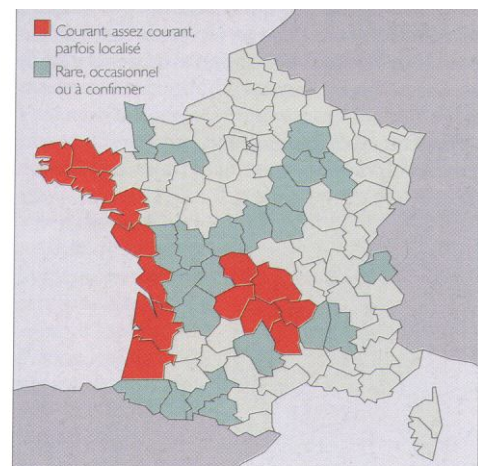 Courant, assez courant,
parfois localisé
Rare, occasionnel
ou à confirmer